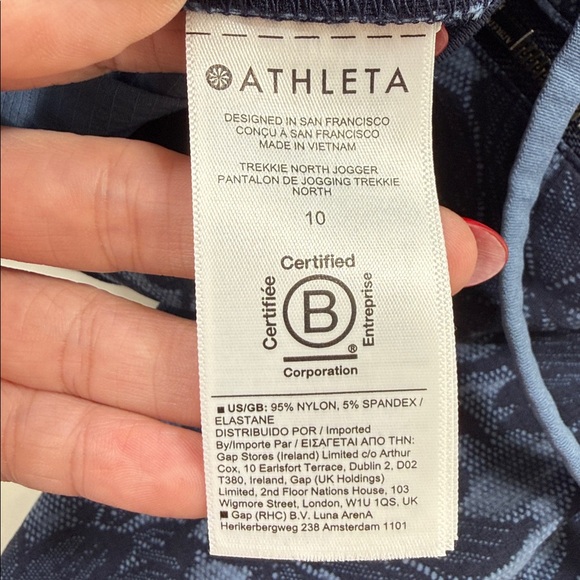 ATHLETA
DESIGNED IN SAN FRANCISCO
CONÇU À SAN FRANCISCO
MADE IN VIETNAM
TREKKIE NORTH JOGGER
PANTALON DE JOGGING TREKKIE
NORTH
10
Certified
Certifiée
B
Entreprise
®
Corporation
■ US/GB: 95% NYLON, 5% SPANDEX /
ELASTANE
DISTRIBUIDO POR / Imported
By/Importe Par / ΕΙΣΑΓΕΤΑΙ ΑΠΟ ΤΗΝ:
Gap Stores (Ireland) Limited c/o Arthur
Cox, 10 Earlsfort Terrace, Dublin 2, D02
T380, Ireland, Gap (UK Holdings)
Limited, 2nd Floor Nations House, 103
Wigmore Street, London, W1U 1QS, UK
■ Gap (RHC) B.V. Luna ArenA
Herikerbergweg 238 Amsterdam 1101